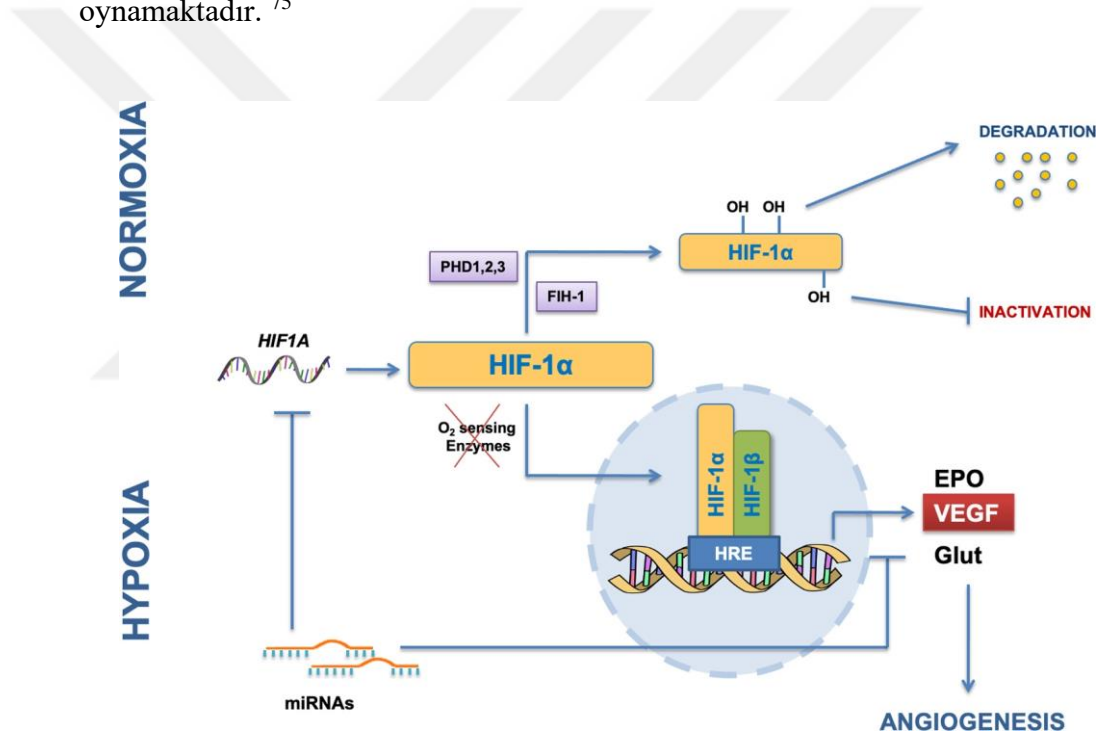 oynamaktadır. 75
NORMOXIA
DEGRADATION
OH OH
HIF-1α
OH
PHD1,2,3
FIH-1
INACTIVATION
HIF1A
HIF-1α
HYPOXIA
O₂ sensing
Enzymes
HIF-1α
HIF-1β
HRE
EPO
VEGF
Glut
miRNAs
ANGIOGENESIS